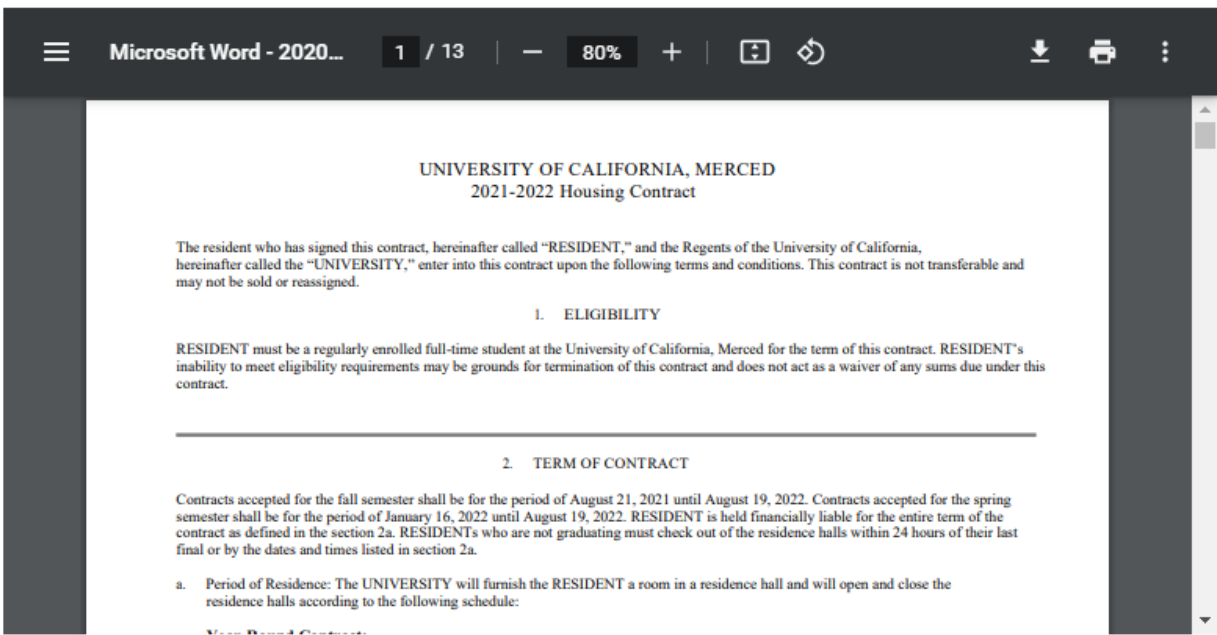 Microsoft Word - 2020... 1 / 13 80%
UNIVERSITY OF CALIFORNIA, MERCED
2021-2022 Housing Contract
The resident who has signed this contract, hereinafter called “RESIDENT,” and the Regents of the University of California,
hereinafter called the “UNIVERSITY,” enter into this contract upon the following terms and conditions. This contract is not transferable and
may not be sold or reassigned.
1. ELIGIBILITY
RESIDENT must be a regularly enrolled full-time student at the University of California, Merced for the term of this contract. RESIDENT’s
inability to meet eligibility requirements may be grounds for termination of this contract and does not act as a waiver of any sums due under this
contract.
2. TERM OF CONTRACT
Contracts accepted for the fall semester shall be for the period of August 21, 2021 until August 19, 2022. Contracts accepted for the spring
semester shall be for the period of January 16, 2022 until August 19, 2022. RESIDENT is held financially liable for the entire term of the
contract as defined in the section 2a. RESIDENTs who are not graduating must check out of the residence halls within 24 hours of their last
final or by the dates and times listed in section 2a.
a. Period of Residence: The UNIVERSITY will furnish the RESIDENT a room in a residence hall and will open and close the
residence halls according to the following schedule:
Year-Round Contract: